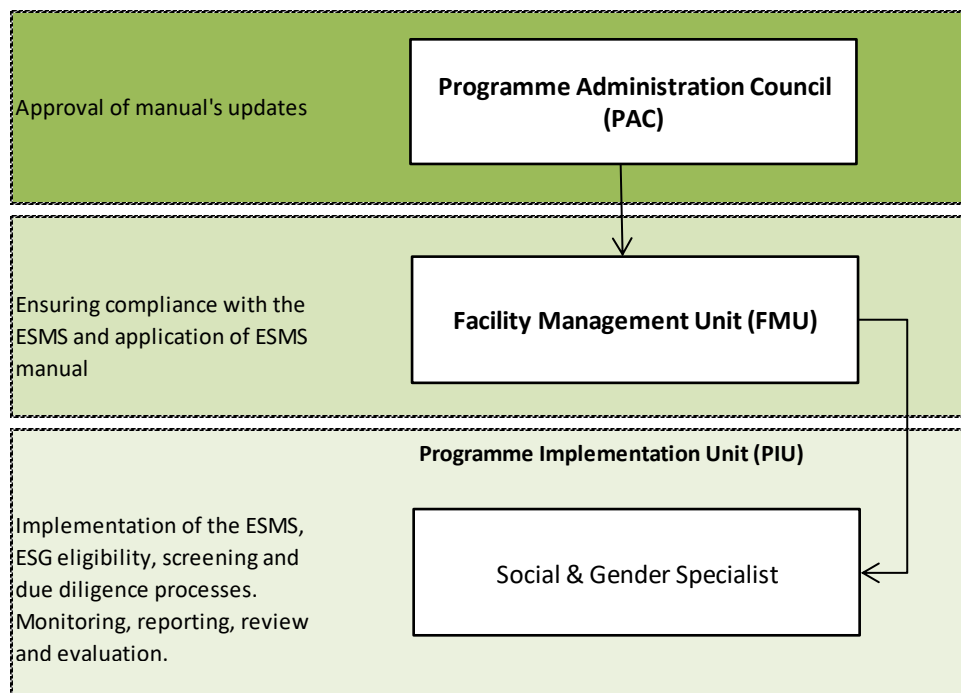 Approval of manual's updates
Programme Administration Council
(PAC)
Ensuring compliance with the
ESMS and application of ESMS
manual
Facility Management Unit (FMU)
Programme Implementation Unit (PIU)
Implementation of the ESMS,
ESG eligibility, screening and
due diligence processes.
Monitoring, reporting, review
and evaluation.
Social & Gender Specialist